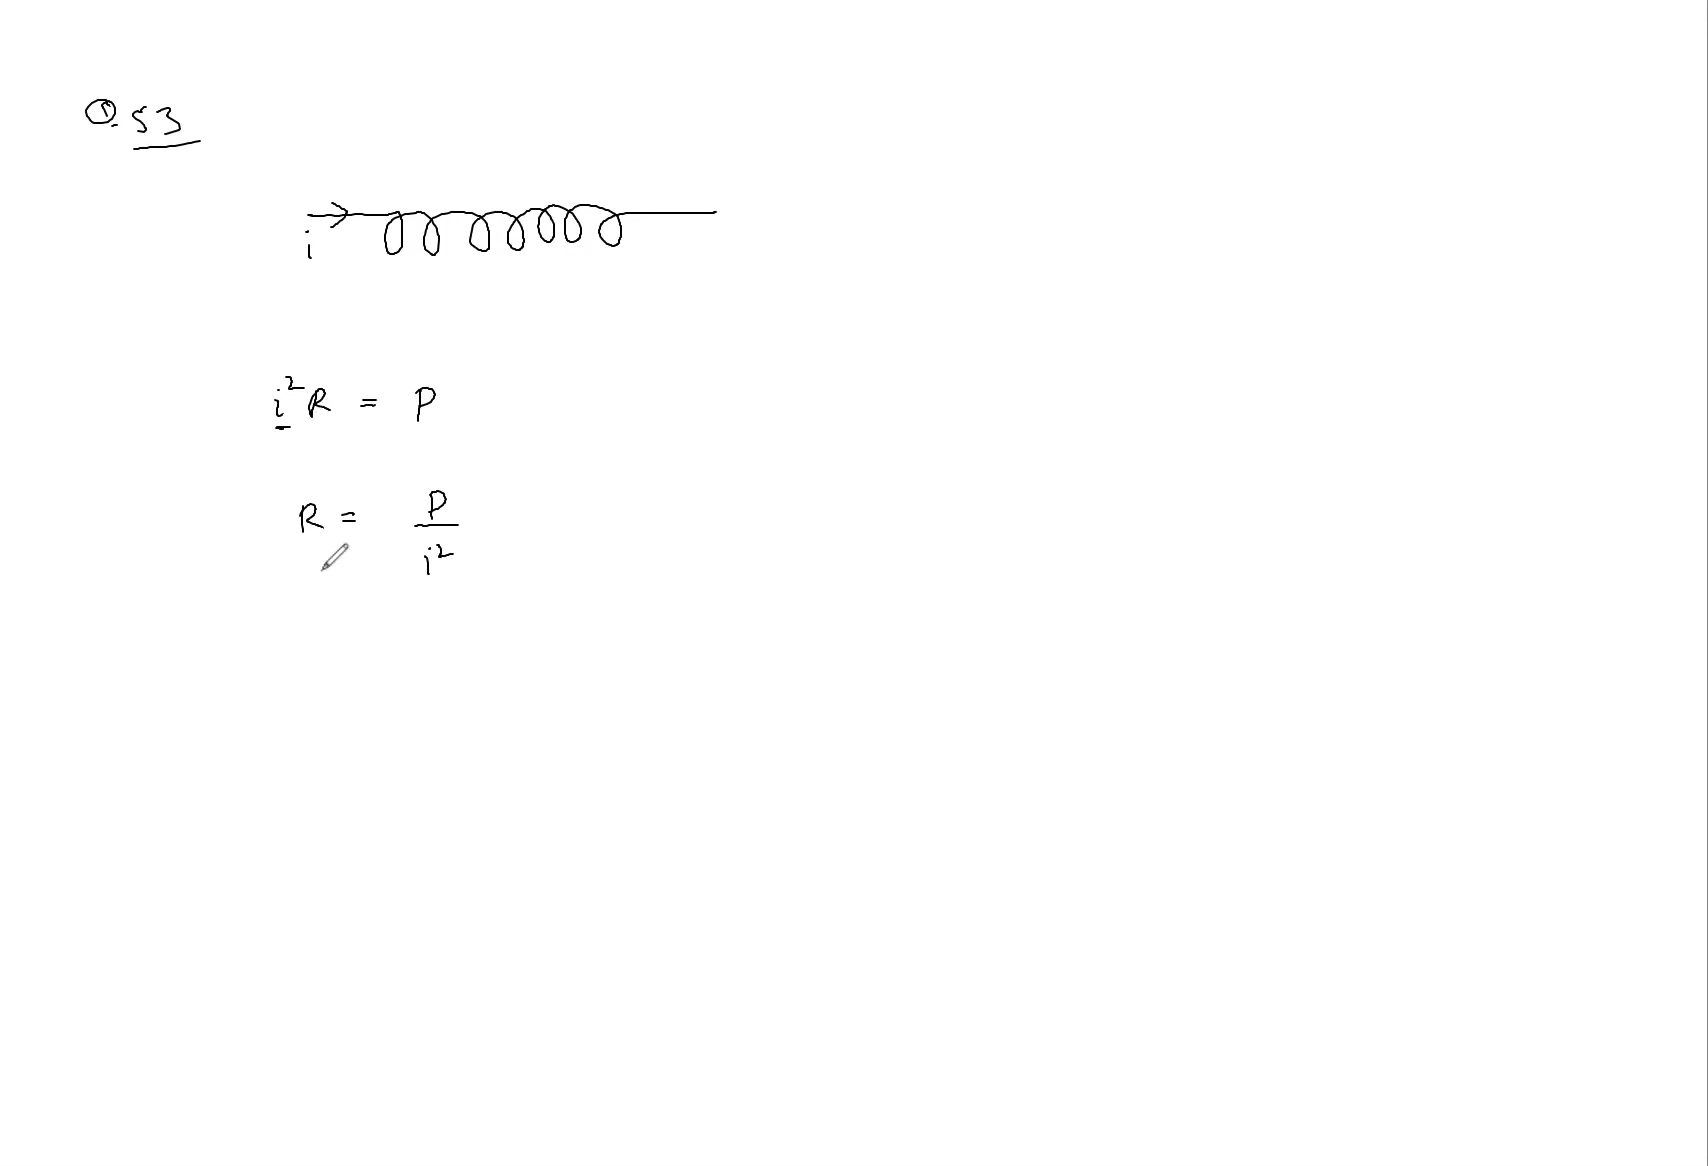 Q. 53
i
i²R = P
R = P / i²